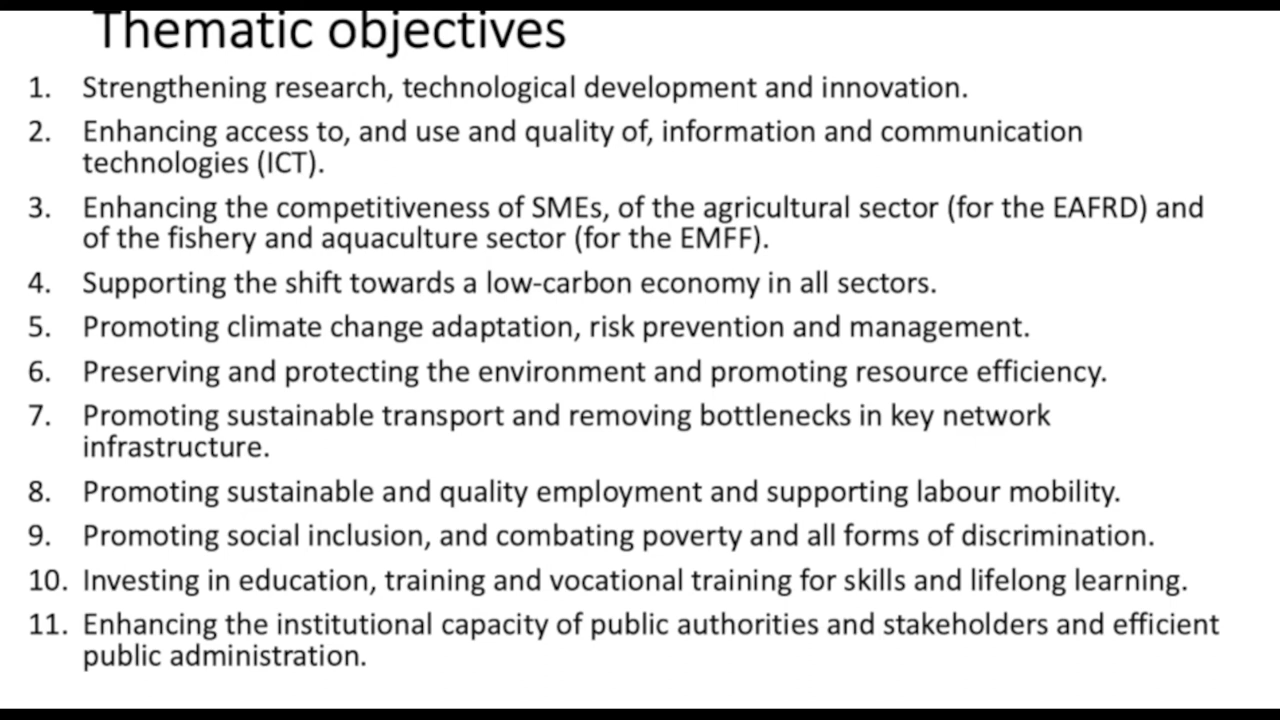 Thematic objectives
1. Strengthening research, technological development and innovation.
2. Enhancing access to, and use and quality of, information and communication
technologies (ICT).
3. Enhancing the competitiveness of SMEs, of the agricultural sector (for the EAFRD) and
of the fishery and aquaculture sector (for the EMFF).
4. Supporting the shift towards a low-carbon economy in all sectors.
5. Promoting climate change adaptation, risk prevention and management.
6. Preserving and protecting the environment and promoting resource efficiency.
7. Promoting sustainable transport and removing bottlenecks in key network
infrastructure.
8. Promoting sustainable and quality employment and supporting labour mobility.
9. Promoting social inclusion, and combating poverty and all forms of discrimination.
10. Investing in education, training and vocational training for skills and lifelong learning.
11. Enhancing the institutional capacity of public authorities and stakeholders and efficient
public administration.